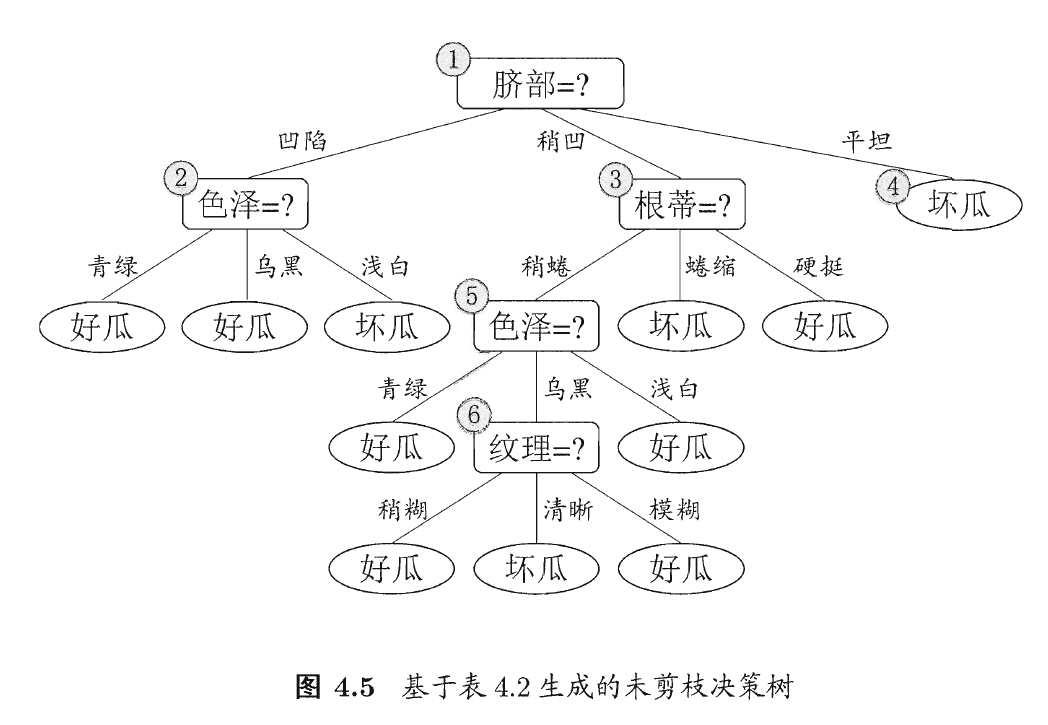 ①
脐部=?
凹陷 稍凹 平坦
② ③ ④
色泽=? 根蒂=? 坏瓜
青绿 乌黑 浅白 稍蜷 蜷缩 硬挺
⑤
好瓜 好瓜 坏瓜 色泽=? 坏瓜 好瓜
青绿 乌黑 浅白
⑥
好瓜 纹理=? 好瓜
稍糊 清晰 模糊
好瓜 坏瓜 好瓜
图 4.5 基于表 4.2 生成的未剪枝决策树